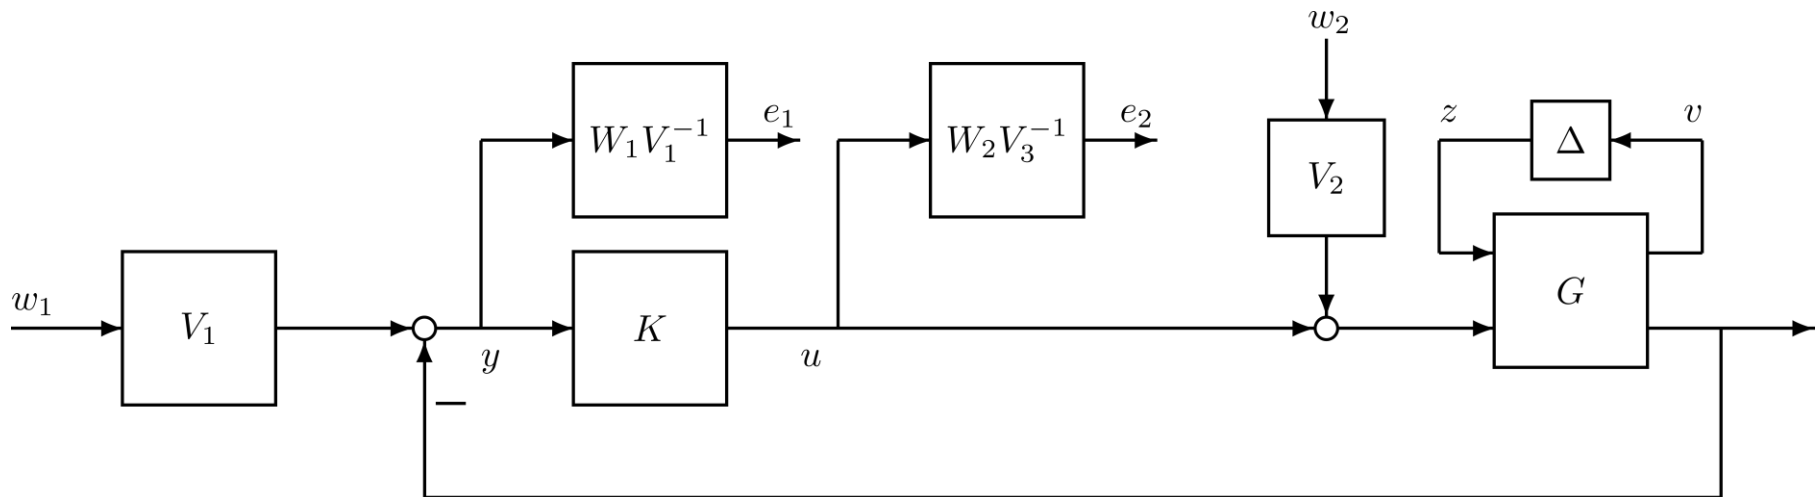 w₂
W₁V₁⁻¹
e₁
W₂V₃⁻¹
e₂
V₂
z
Δ
v
w₁
V₁
−
y
K
u
G